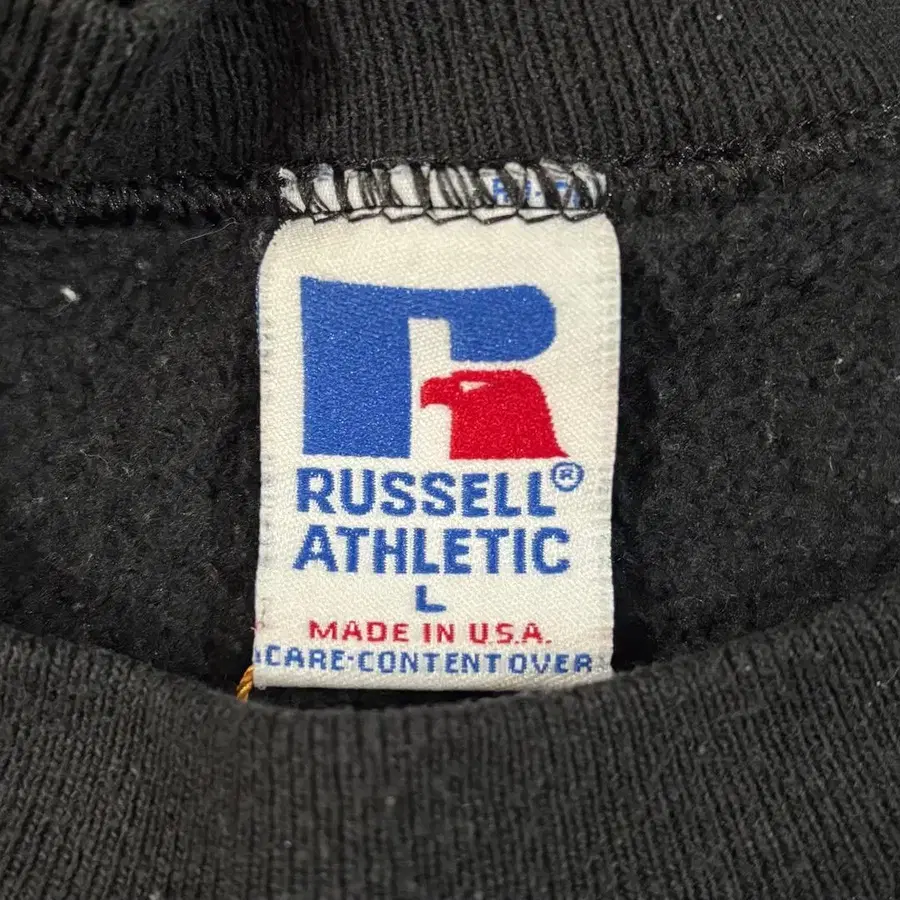 RUSSELL®
ATHLETIC
L
MADE IN U.S.A.
CARE-CONTENT OVER